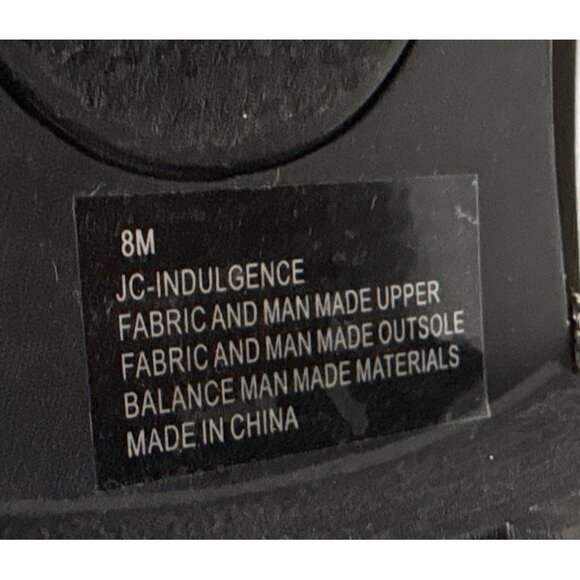 8M
JC-INDULGENCE
FABRIC AND MAN MADE UPPER
FABRIC AND MAN MADE OUTSOLE
BALANCE MAN MADE MATERIALS
MADE IN CHINA